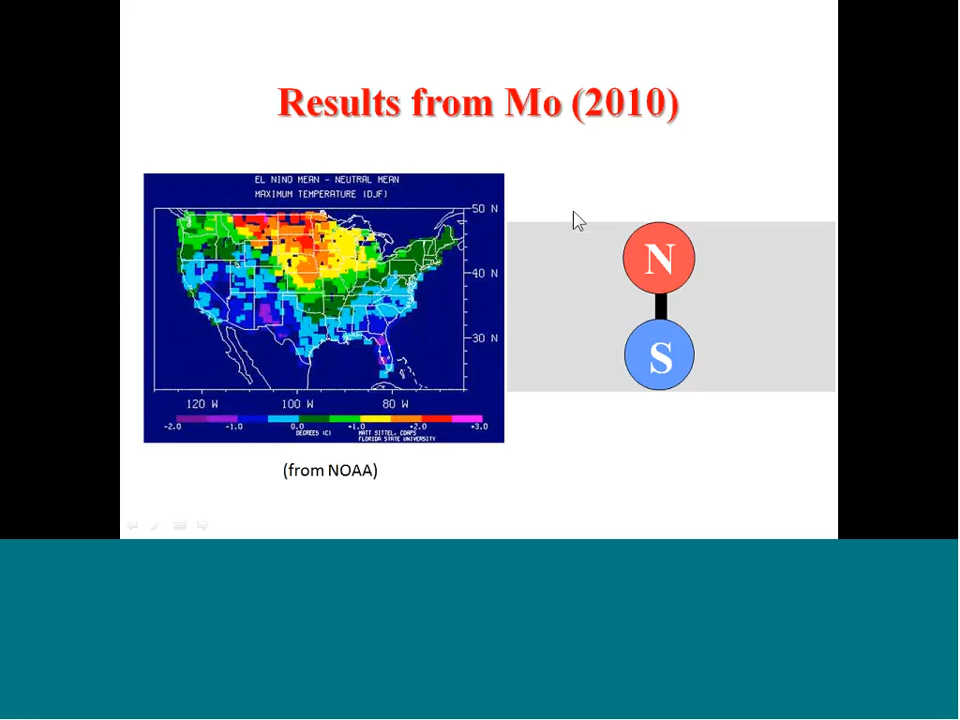 Results from Mo (2010)
EL NINO MEAN - NEUTRAL MEAN
MAXIMUM TEMPERATURE (DJF)
50 N
40 N
30 N
120 W 100 W 80 W
-2.0 -1.0 0.0 +1.0 +2.0 +3.0
DEGREES (C) MATT SITTEL, COAPS
FLORIDA STATE UNIVERSITY
(from NOAA)
N
S